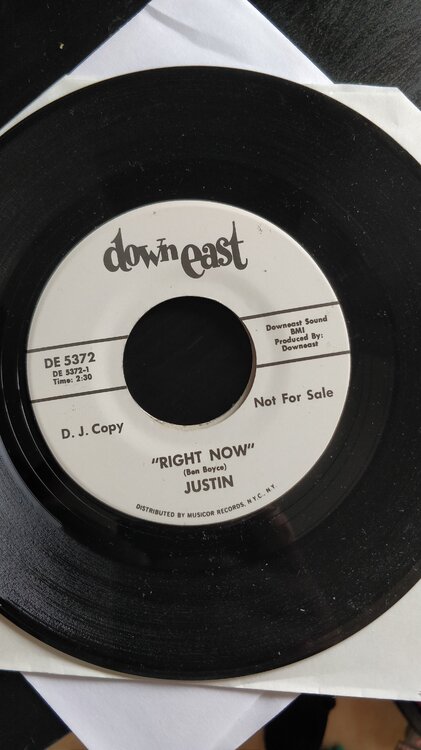 down east
DE 5372
DE 5372-1
Time: 2:30
Downeast Sound
BMI
Produced By:
Downeast
D. J. Copy
Not For Sale
"RIGHT NOW"
(Ben Boyce)
JUSTIN
DISTRIBUTED BY MUSICOR RECORDS, N.Y.C. N.Y.